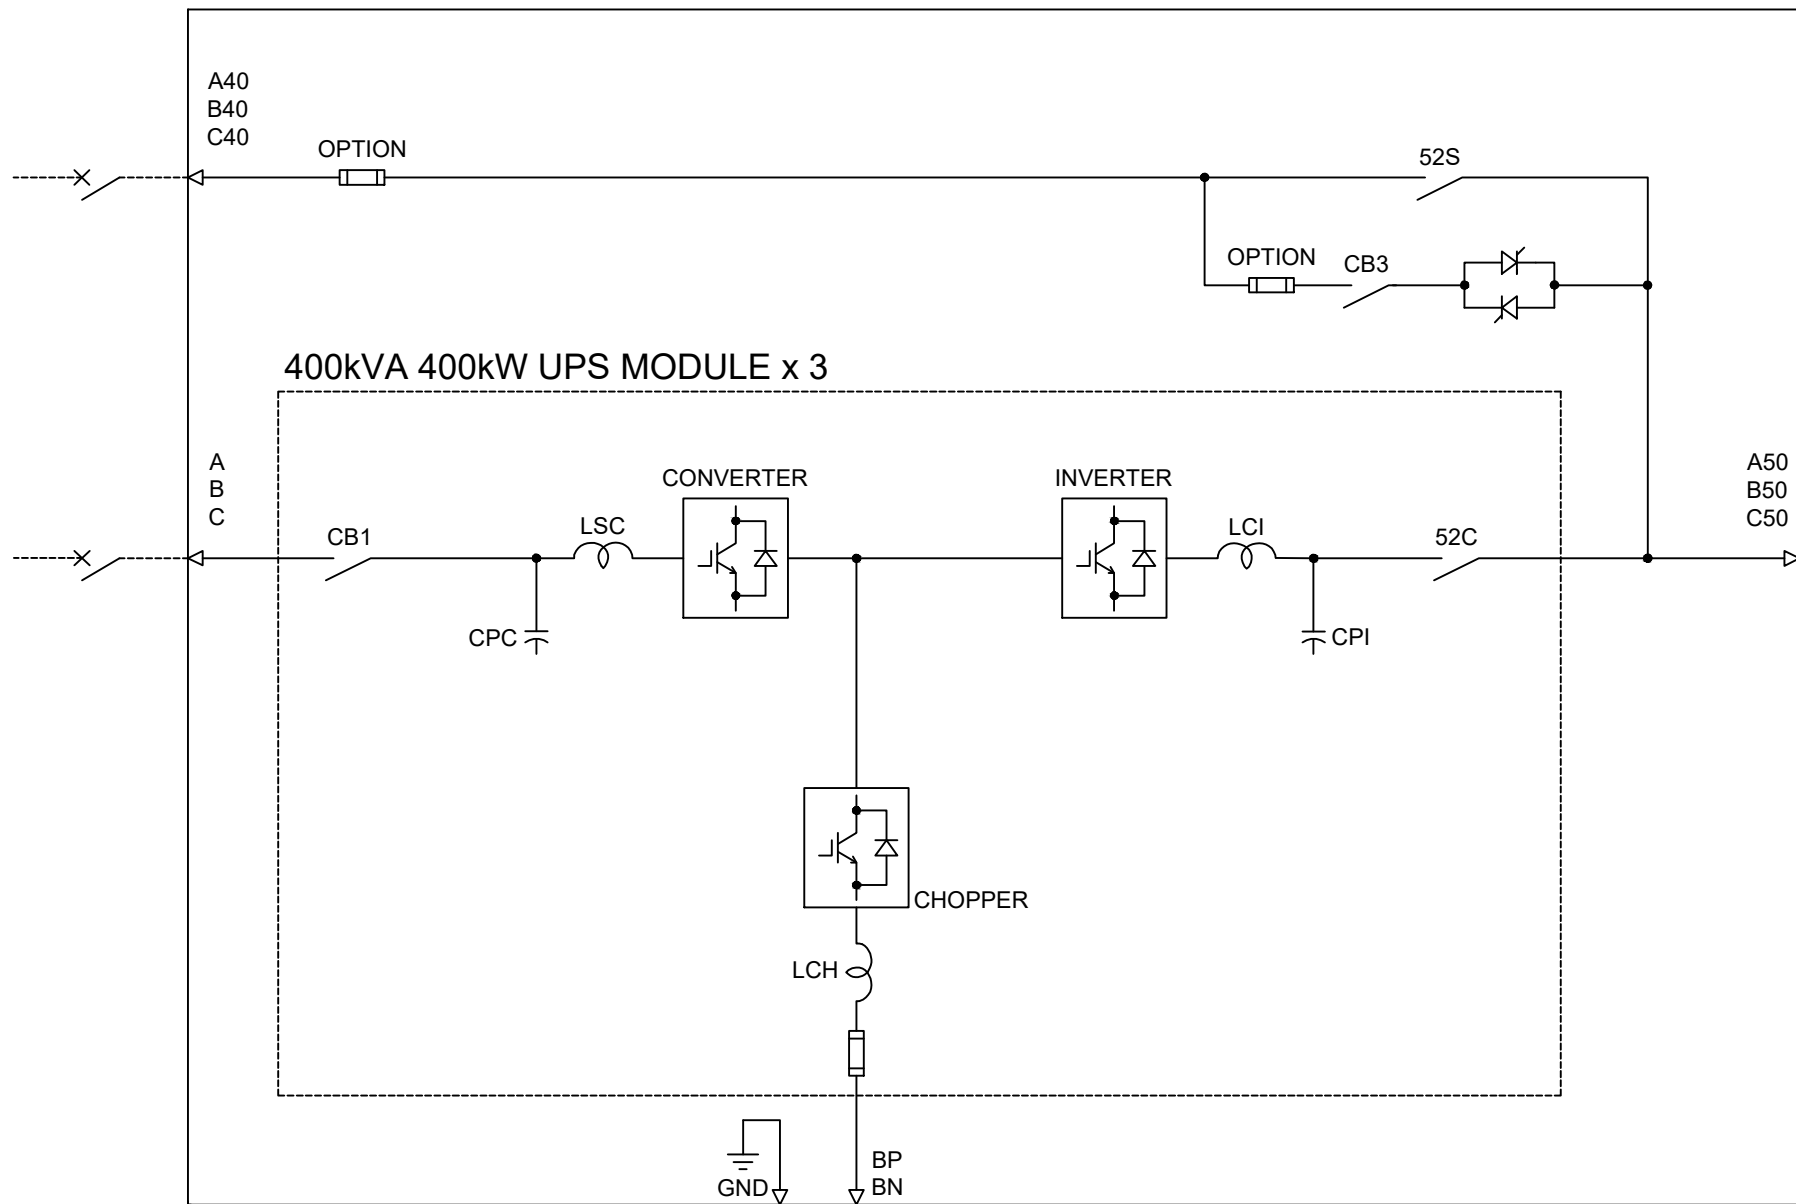 A40
B40
C40
OPTION
52S
OPTION
CB3
400kVA 400kW UPS MODULE x 3
A
B
C
CB1
LSC
CONVERTER
INVERTER
LCI
52C
A50
B50
C50
CPC
CPI
CHOPPER
LCH
GND
BP
BN